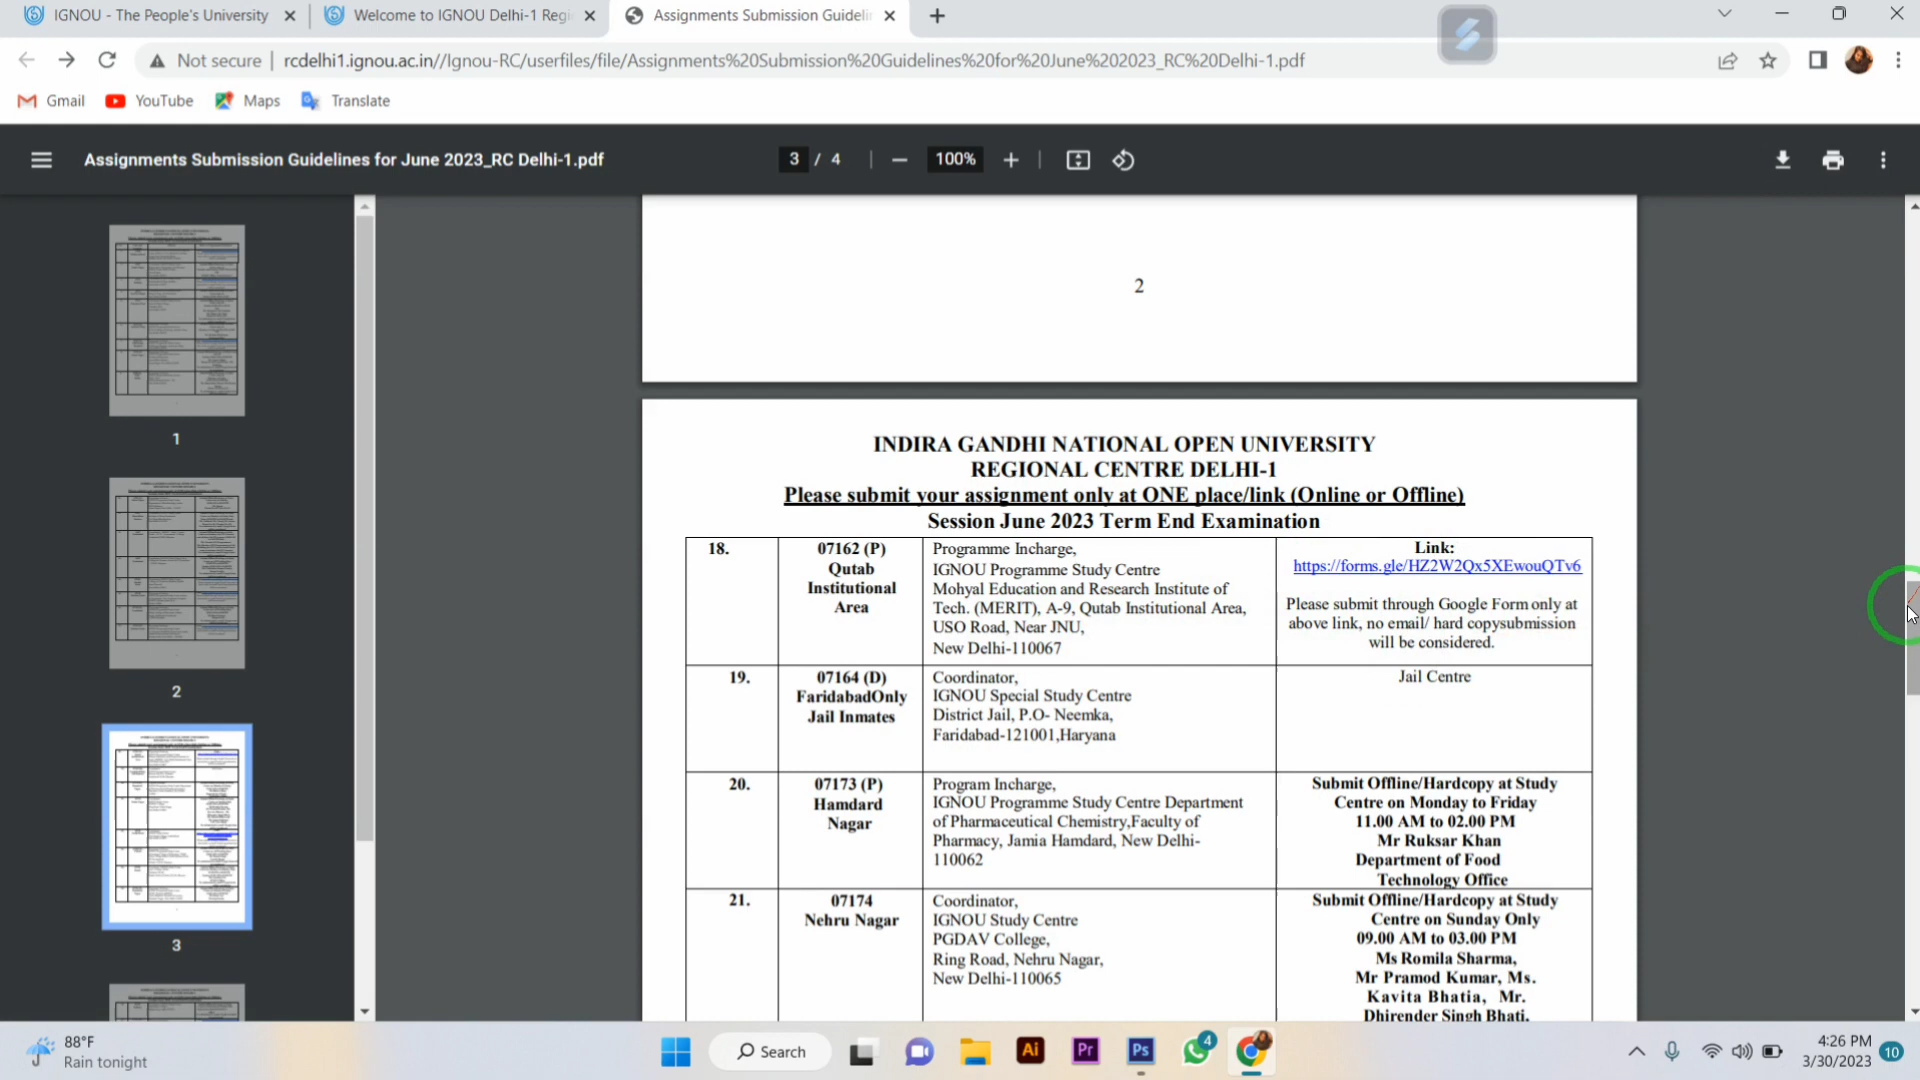 IGNOU - The People's University
Welcome to IGNOU Delhi-1 Regi
Assignments Submission Guidelin
Not secure
rcdelhi1.ignou.ac.in//Ignou-RC/userfiles/file/Assignments%20Submission%20Guidelines%20for%20June%202023_RC%20Delhi-1.pdf
Gmail
YouTube
Maps
Translate
Assignments Submission Guidelines for June 2023_RC Delhi-1.pdf
3 / 4
100%
1
2
3
2
INDIRA GANDHI NATIONAL OPEN UNIVERSITY
REGIONAL CENTRE DELHI-1
Please submit your assignment only at ONE place/link (Online or Offline)
Session June 2023 Term End Examination
18.
07162 (P)
Qutab
Institutional
Area
Programme Incharge,
IGNOU Programme Study Centre
Mohyal Education and Research Institute of
Tech. (MERIT), A-9, Qutab Institutional Area,
USO Road, Near JNU,
New Delhi-110067
Link:
https://forms.gle/HZ2W2Qx5XEwouQTv6
Please submit through Google Form only at
above link, no email/ hard copysubmission
will be considered.
19.
07164 (D)
FaridabadOnly
Jail Inmates
Coordinator,
IGNOU Special Study Centre
District Jail, P.O- Neemka,
Faridabad-121001,Haryana
Jail Centre
20.
07173 (P)
Hamdard
Nagar
Program Incharge,
IGNOU Programme Study Centre Department
of Pharmaceutical Chemistry,Faculty of
Pharmacy, Jamia Hamdard, New Delhi-
110062
Submit Offline/Hardcopy at Study
Centre on Monday to Friday
11.00 AM to 02.00 PM
Mr Ruksar Khan
Department of Food
Technology Office
21.
07174
Nehru Nagar
Coordinator,
IGNOU Study Centre
PGDAV College,
Ring Road, Nehru Nagar,
New Delhi-110065
Submit Offline/Hardcopy at Study
Centre on Sunday Only
09.00 AM to 03.00 PM
Ms Romila Sharma,
Mr Pramod Kumar, Ms.
Kavita Bhatia, Mr.
Dhirender Singh Bhati,
88°F
Rain tonight
Search
Ai
Pr
Ps
4
4:26 PM
3/30/2023
10